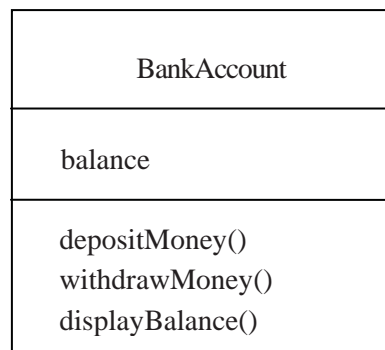 BankAccount
balance
depositMoney()
withdrawMoney()
displayBalance()